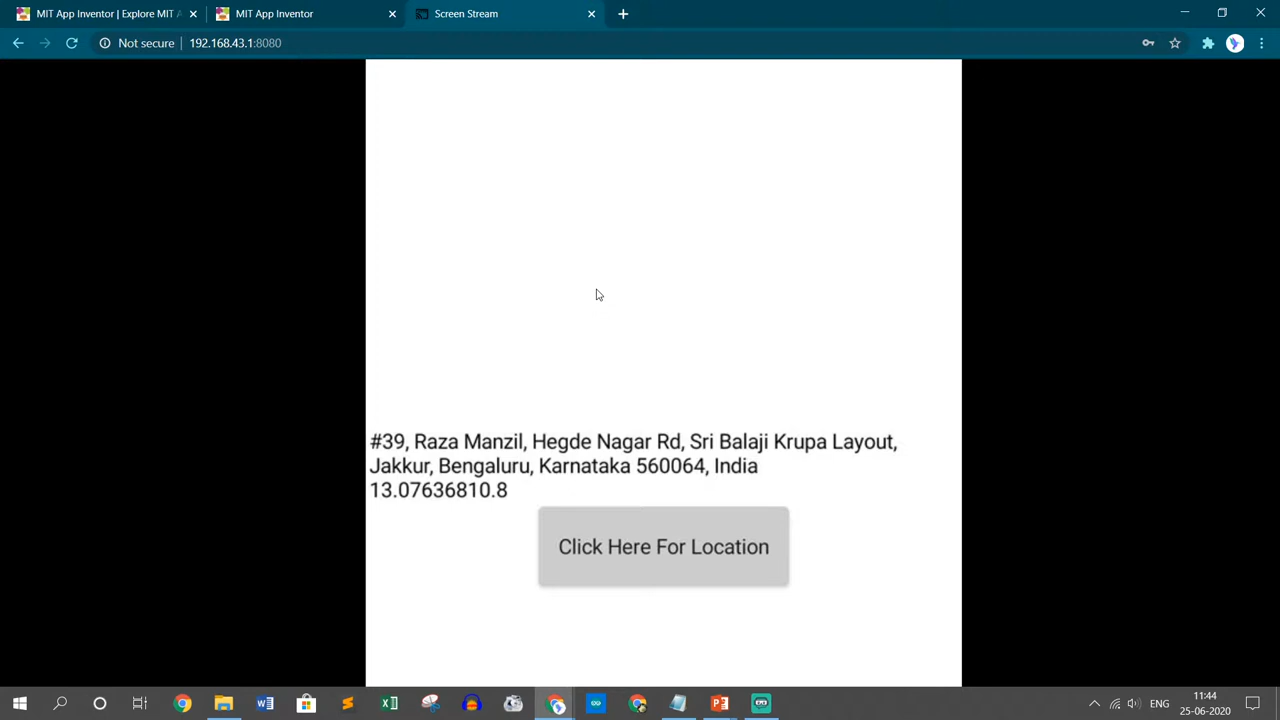 MIT App Inventor | Explore MIT A
MIT App Inventor
Screen Stream
Not secure
192.168.43.1:8080
#39, Raza Manzil, Hegde Nagar Rd, Sri Balaji Krupa Layout,
Jakkur, Bengaluru, Karnataka 560064, India
13.07636810.8
Click Here For Location
ENG
11:44
25-06-2020